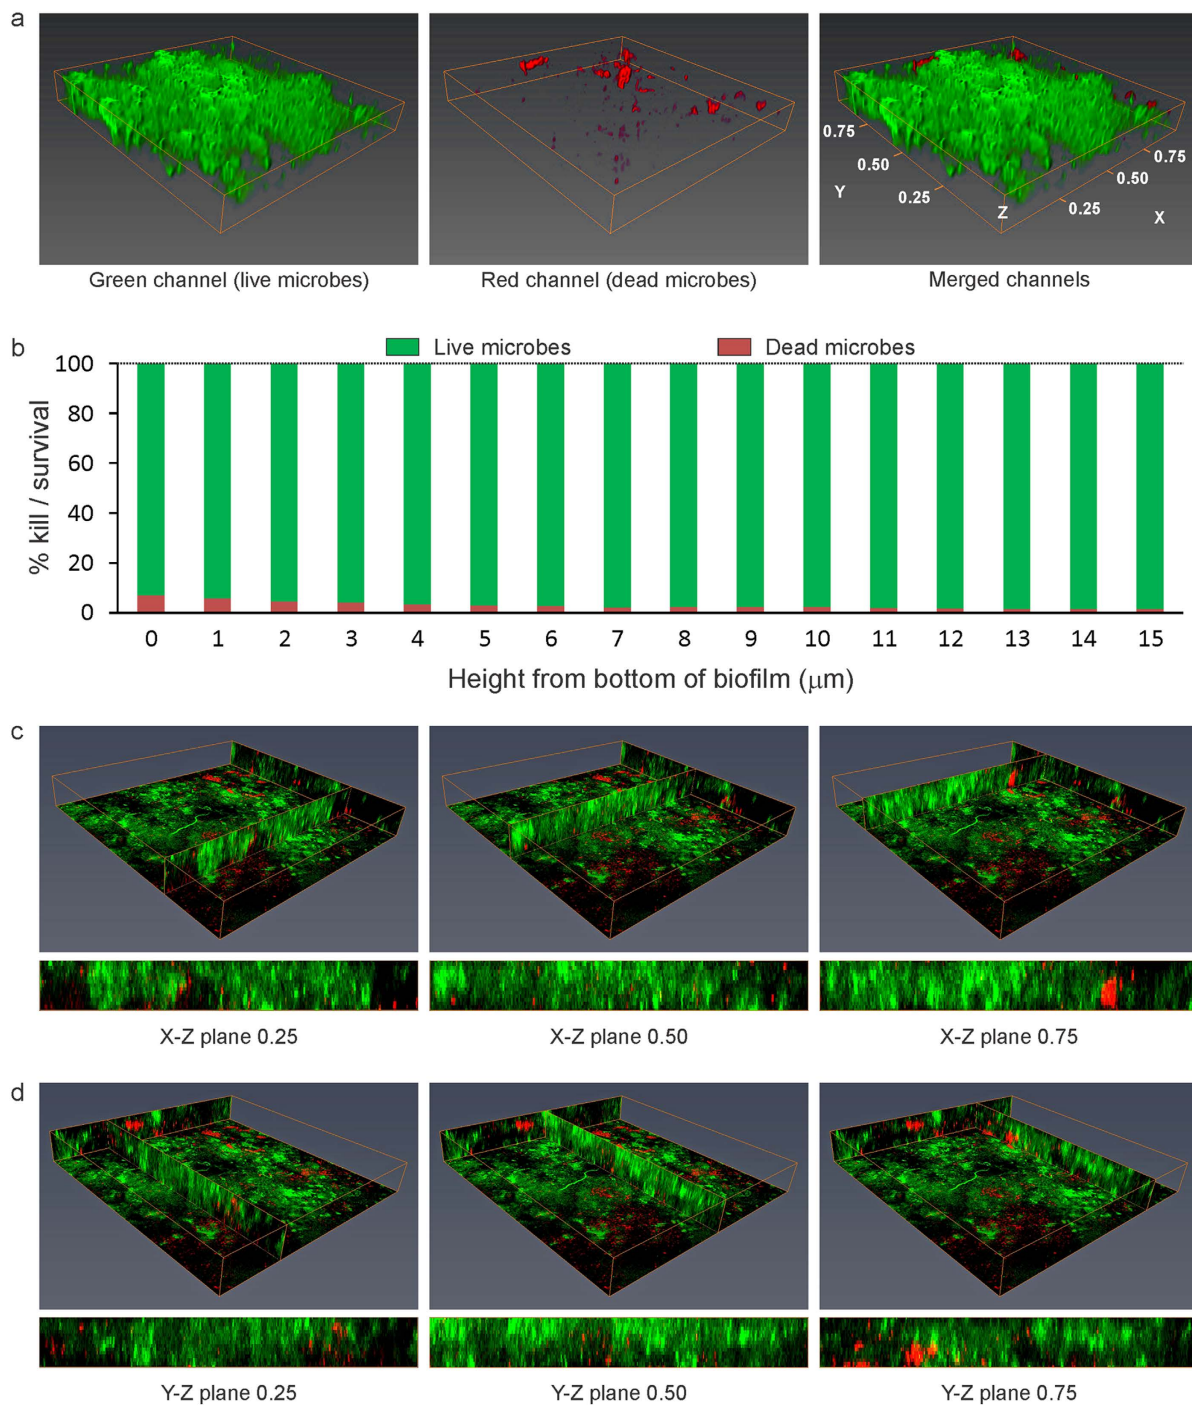 a
0.75
0.50
0.25
Y
Z
0.25
0.50
0.75
X
Green channel (live microbes)
Red channel (dead microbes)
Merged channels
b
Live microbes
Dead microbes
% kill / survival
100
80
60
40
20
0
0 1 2 3 4 5 6 7 8 9 10 11 12 13 14 15
Height from bottom of biofilm (μm)
c
X-Z plane 0.25
X-Z plane 0.50
X-Z plane 0.75
d
Y-Z plane 0.25
Y-Z plane 0.50
Y-Z plane 0.75